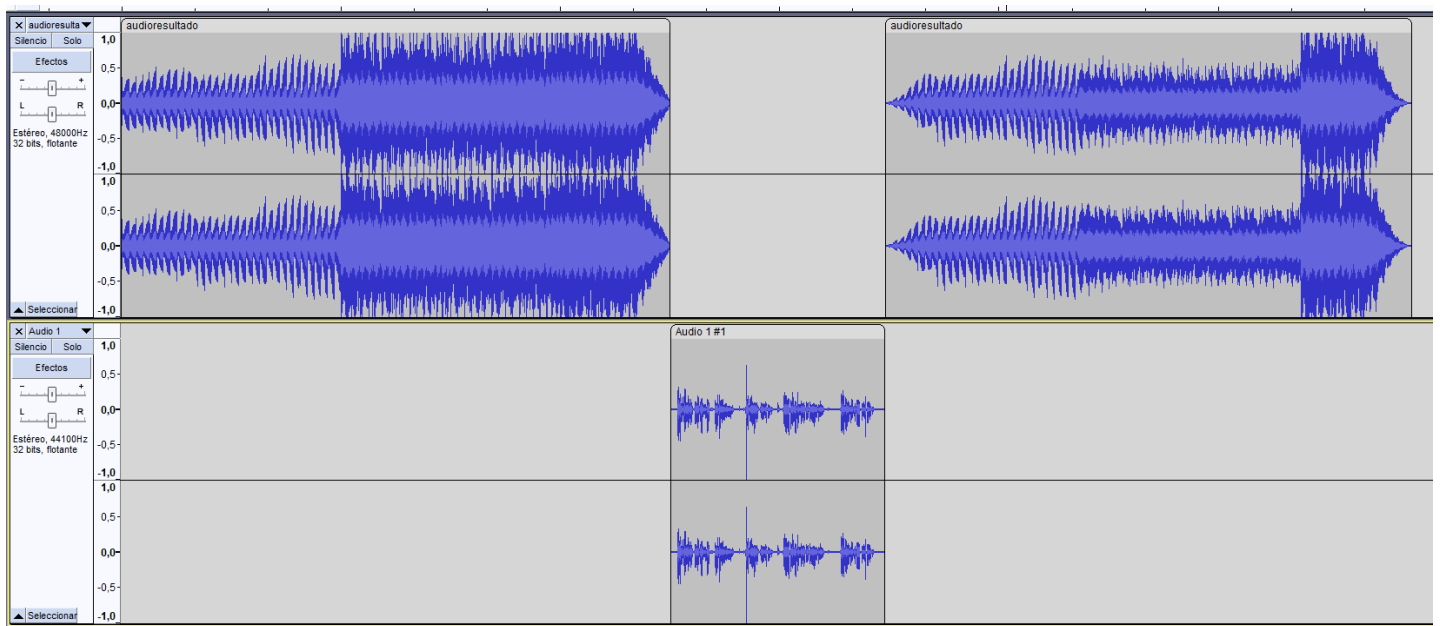 audioresulta
audioresultado
audioresultado
Silencio Solo
Efectos
- +
L R
Estéreo, 48000Hz
32 bits, flotante
Seleccionar
1,0
0,5-
0,0-
-0,5-
-1,0
1,0
0,5-
0,0-
-0,5-
-1,0
Audio 1
Audio 1 #1
Silencio Solo
Efectos
- +
L R
Estéreo, 44100Hz
32 bits, flotante
Seleccionar
1,0
0,5-
0,0-
-0,5-
-1,0
1,0
0,5-
0,0-
-0,5-
-1,0